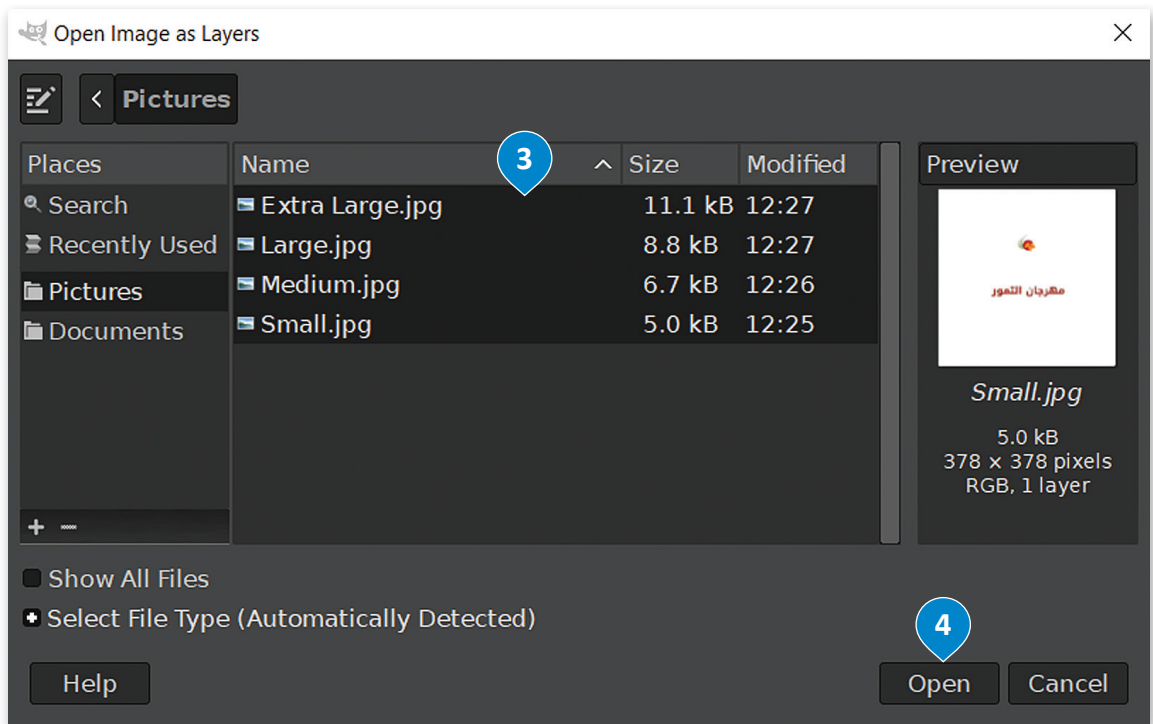 Open Image as Layers
Pictures
Places
Search
Recently Used
Pictures
Documents
Name Size Modified
3
Extra Large.jpg 11.1 kB 12:27
Large.jpg 8.8 kB 12:27
Medium.jpg 6.7 kB 12:26
Small.jpg 5.0 kB 12:25
Preview
مهرجان التمور
Small.jpg
5.0 kB
378 × 378 pixels
RGB, 1 layer
Show All Files
Select File Type (Automatically Detected)
4
Help
Open
Cancel